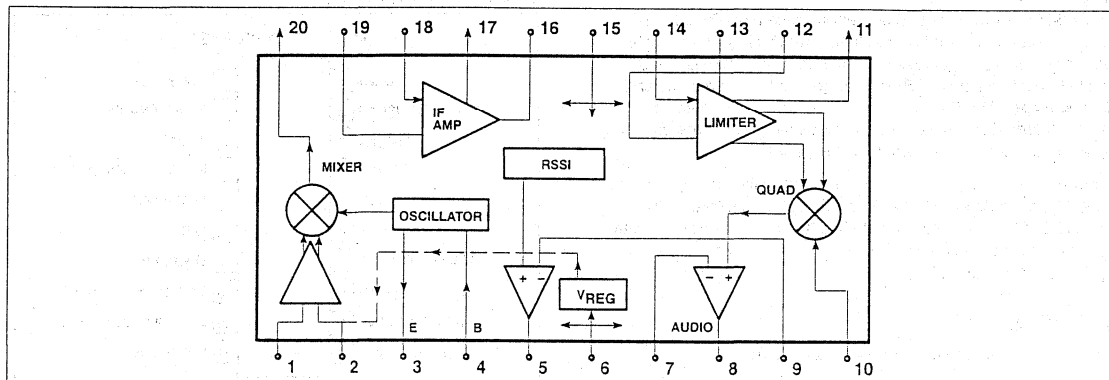 20 19 18 17 16 15 14 13 12 11
IF AMP
LIMITER
RSSI
MIXER
QUAD
OSCILLATOR
+ − − +
VREG
E B AUDIO
1 2 3 4 5 6 7 8 9 10